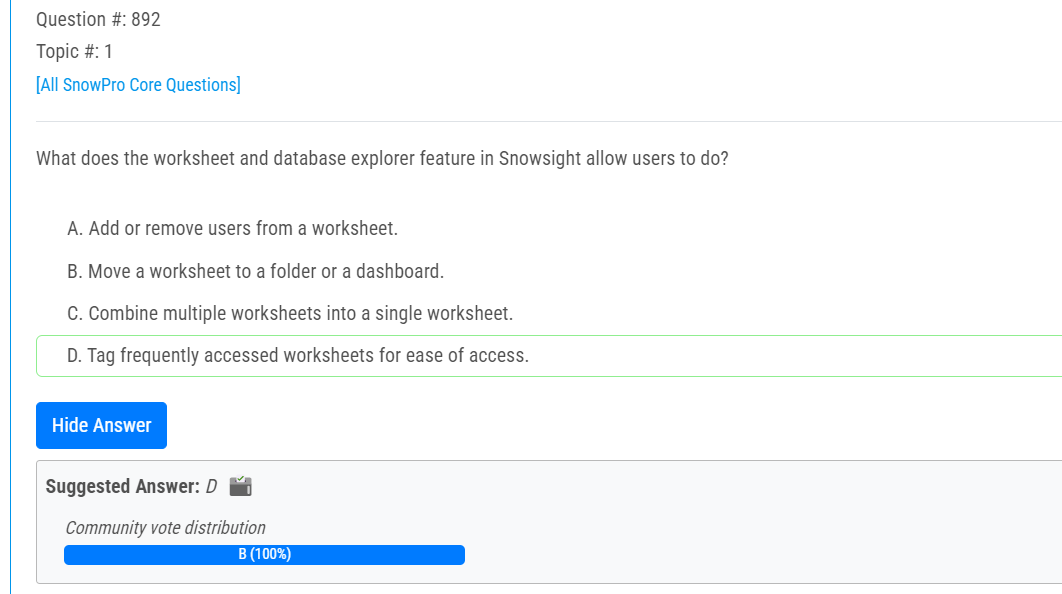 Question #: 892
Topic #: 1
[All SnowPro Core Questions]
What does the worksheet and database explorer feature in Snowsight allow users to do?
A. Add or remove users from a worksheet.
B. Move a worksheet to a folder or a dashboard.
C. Combine multiple worksheets into a single worksheet.
D. Tag frequently accessed worksheets for ease of access.
Hide Answer
Suggested Answer: D
Community vote distribution
B (100%)